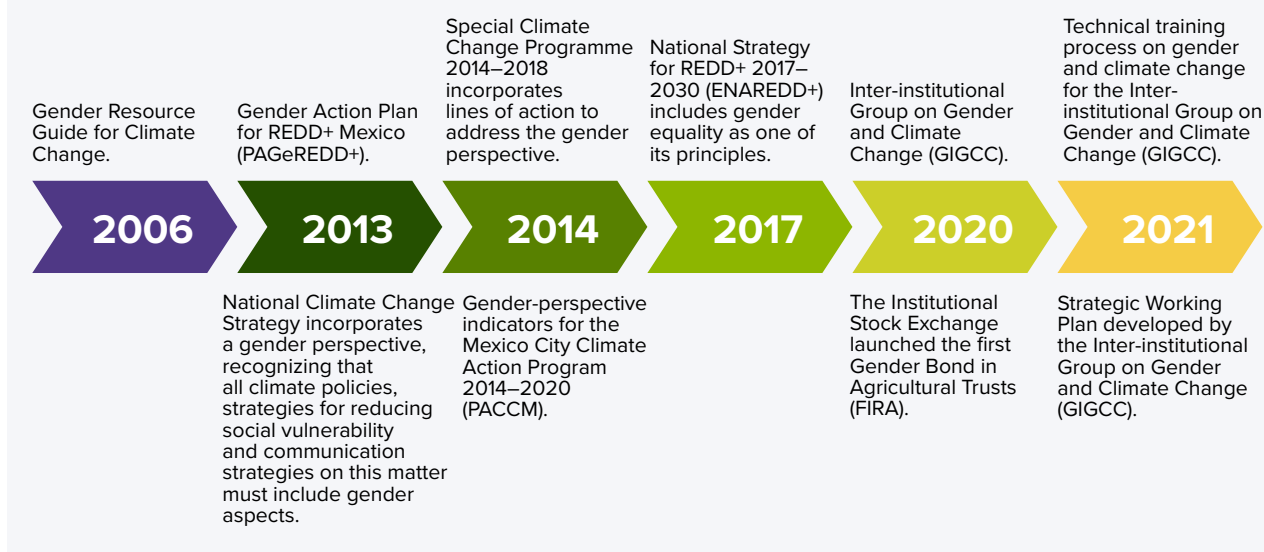 Gender Resource
Guide for Climate
Change.
Gender Action Plan
for REDD+ Mexico
(PAGeREDD+).
Special Climate
Change Programme
2014–2018
incorporates
lines of action to
address the gender
perspective.
National Strategy
for REDD+ 2017–
2030 (ENAREDD+)
includes gender
equality as one of
its principles.
Inter-institutional
Group on Gender
and Climate
Change (GIGCC).
Technical training
process on gender
and climate change
for the Inter-
institutional Group on
Gender and Climate
Change (GIGCC).
2006
2013
2014
2017
2020
2021
National Climate Change
Strategy incorporates
a gender perspective,
recognizing that
all climate policies,
strategies for reducing
social vulnerability
and communication
strategies on this matter
must include gender
aspects.
Gender-perspective
indicators for the
Mexico City Climate
Action Program
2014–2020
(PACCM).
The Institutional
Stock Exchange
launched the first
Gender Bond in
Agricultural Trusts
(FIRA).
Strategic Working
Plan developed by
the Inter-institutional
Group on Gender
and Climate Change
(GIGCC).